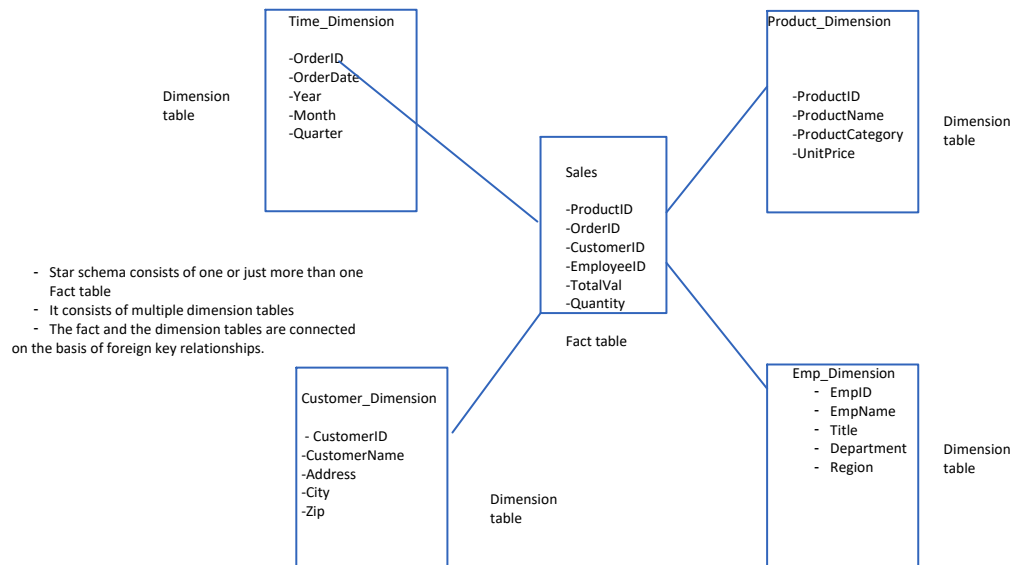 Time_Dimension
-OrderID
-OrderDate
-Year
-Month
-Quarter
Dimension
table
Product_Dimension
-ProductID
-ProductName
-ProductCategory
-UnitPrice
Dimension
table
Sales
-ProductID
-OrderID
-CustomerID
-EmployeeID
-TotalVal
-Quantity
Fact table
- Star schema consists of one or just more than one
Fact table
- It consists of multiple dimension tables
- The fact and the dimension tables are connected
on the basis of foreign key relationships.
Customer_Dimension
- CustomerID
-CustomerName
-Address
-City
-Zip
Dimension
table
Emp_Dimension
- EmpID
- EmpName
- Title
- Department
- Region
Dimension
table